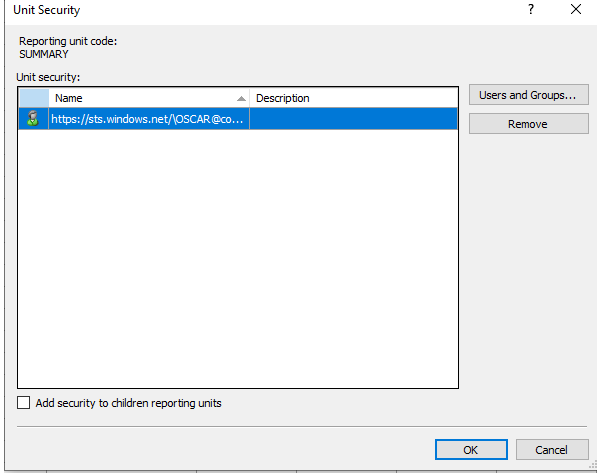 Unit Security
?
Reporting unit code:
SUMMARY
Unit security:
Name Description
Users and Groups...
https://sts.windows.net/\OSCAR@co...
Remove
Add security to children reporting units
OK Cancel